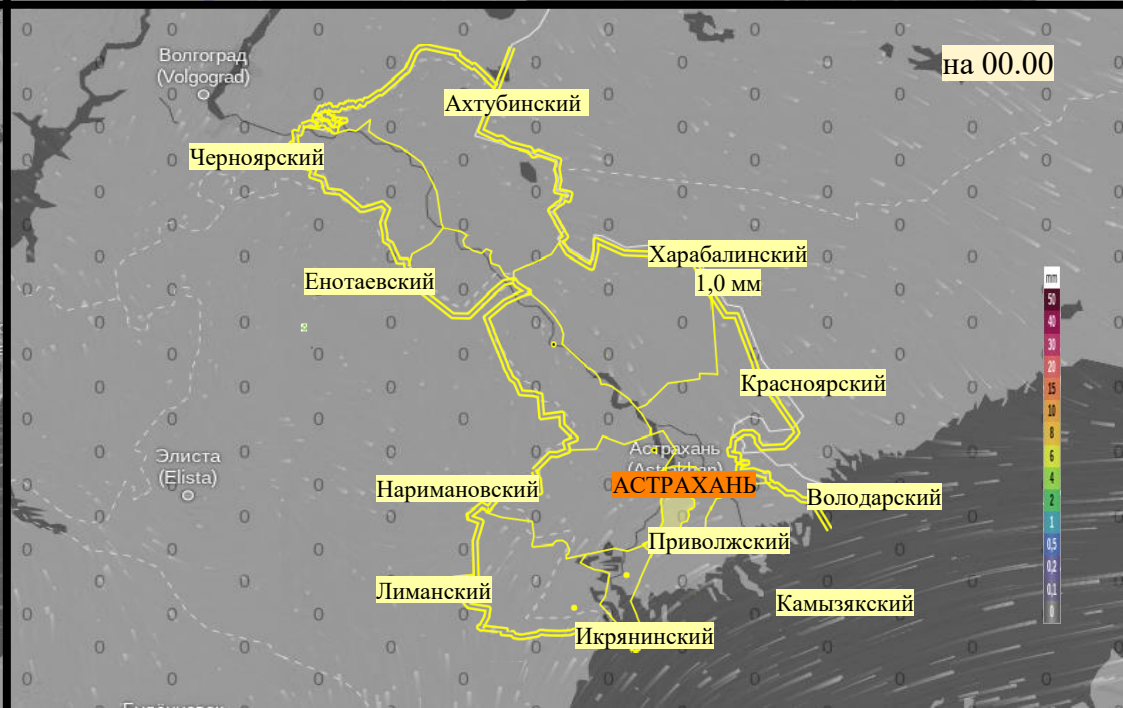 Волгоград
(Volgograd)
на 00.00
Ахтубинский
Черноярский
Харабалинский
Енотаевский
1,0 мм
mm
50
40
30
20
15
10
8
6
4
2
1
0,5
0,2
0,1
0
Красноярский
Астрахань
(Astrakhan)
Элиста
(Elista)
АСТРАХАНЬ
Наримановский
Володарский
Приволжский
Лиманский
Камызякский
Икрянинский